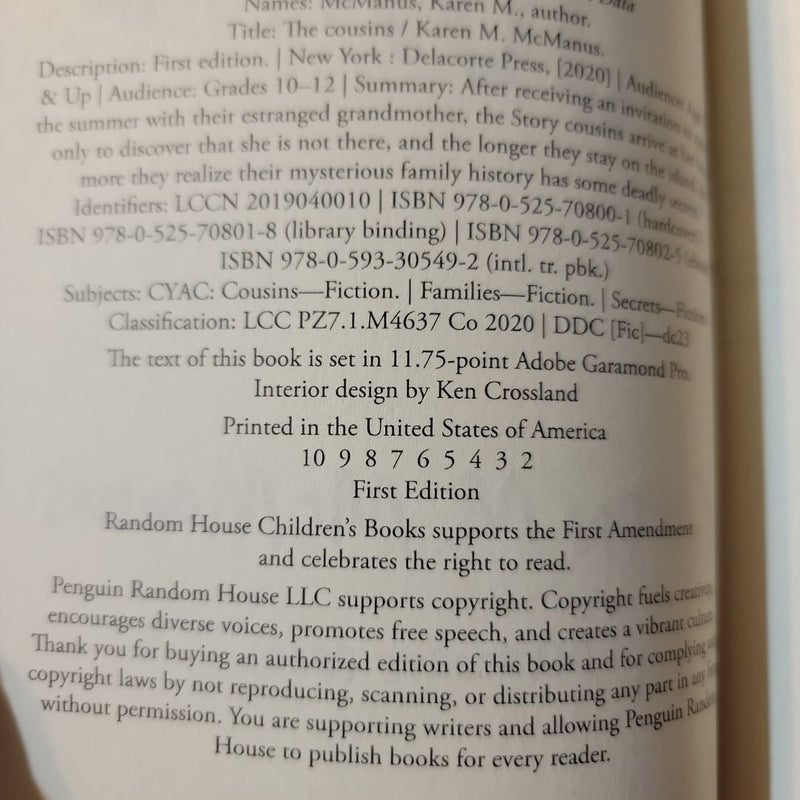 Names: McManus, Karen M., author. Data
Title: The cousins / Karen M. McManus.
Description: First edition. | New York : Delacorte Press, [2020] | Audience
& Up | Audience: Grades 10–12 | Summary: After receiving an invitation
the summer with their estranged grandmother, the Story cousins arrive at
only to discover that she is not there, and the longer they stay on the
more they realize their mysterious family history has some deadly secrets
Identifiers: LCCN 2019040010 | ISBN 978-0-525-70800-1 (hardcover
ISBN 978-0-525-70801-8 (library binding) | ISBN 978-0-525-70802-5
ISBN 978-0-593-30549-2 (intl. tr. pbk.)
Subjects: CYAC: Cousins—Fiction. | Families—Fiction. | Secrets—Fiction
Classification: LCC PZ7.1.M4637 Co 2020 | DDC [Fic]—dc23
The text of this book is set in 11.75-point Adobe Garamond Pro.
Interior design by Ken Crossland
Printed in the United States of America
10 9 8 7 6 5 4 3 2
First Edition
Random House Children's Books supports the First Amendment
and celebrates the right to read.
Penguin Random House LLC supports copyright. Copyright fuels creativity
encourages diverse voices, promotes free speech, and creates a vibrant
Thank you for buying an authorized edition of this book and for complying
copyright laws by not reproducing, scanning, or distributing any part in any
without permission. You are supporting writers and allowing Penguin Random
House to publish books for every reader.